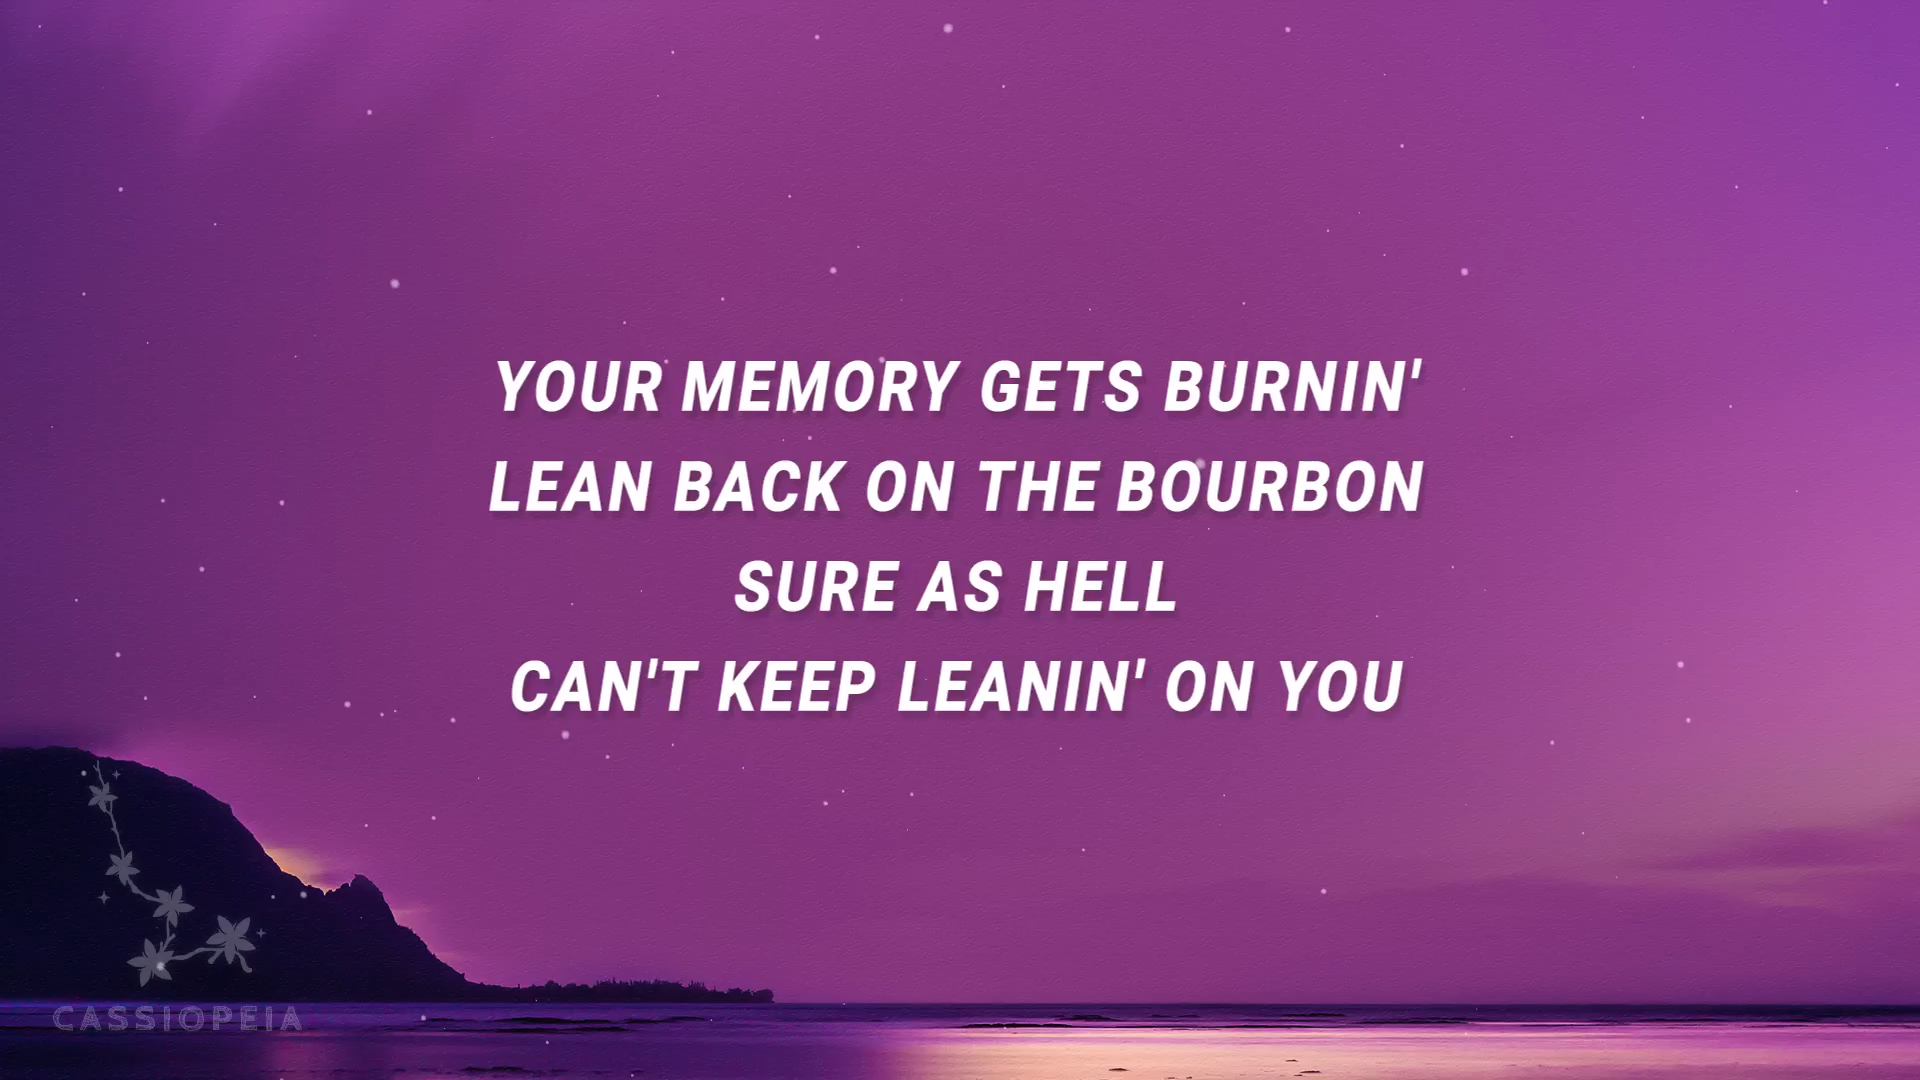 YOUR MEMORY GETS BURNIN'
LEAN BACK ON THE BOURBON
SURE AS HELL
CAN'T KEEP LEANIN' ON YOU
CASSIOPEIA